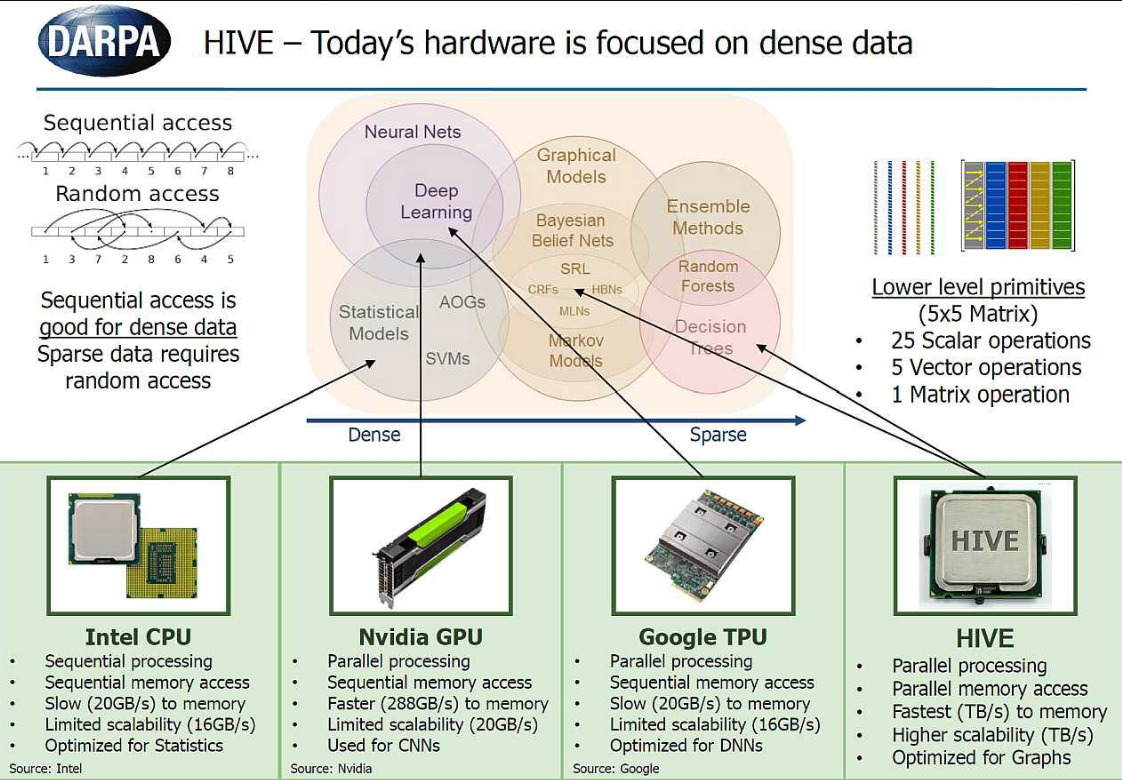 DARPA
HIVE – Today's hardware is focused on dense data
Sequential access
... ...
1 2 3 4 5 6 7 8
Random access
1 3 7 2 8 6 4 5
Sequential access is
good for dense data
Sparse data requires
random access
Neural Nets
Deep
Learning
Statistical
Models
AOGs
SVMs
Graphical
Models
Bayesian
Belief Nets
SRL
CRFs HBNs
MLNs
Markov
Models
Ensemble
Methods
Random
Forests
Decision
Trees
Dense
Sparse
Lower level primitives
(5x5 Matrix)
• 25 Scalar operations
• 5 Vector operations
• 1 Matrix operation
Intel CPU
• Sequential processing
• Sequential memory access
• Slow (20GB/s) to memory
• Limited scalability (16GB/s)
• Optimized for Statistics
Source: Intel
Nvidia GPU
• Parallel processing
• Sequential memory access
• Faster (288GB/s) to memory
• Limited scalability (20GB/s)
• Used for CNNs
Source: Nvidia
Google TPU
• Parallel processing
• Sequential memory access
• Slow (20GB/s) to memory
• Limited scalability (16GB/s)
• Optimized for DNNs
Source: Google
HIVE
HIVE
• Parallel processing
• Parallel memory access
• Fastest (TB/s) to memory
• Higher scalability (TB/s)
• Optimized for Graphs